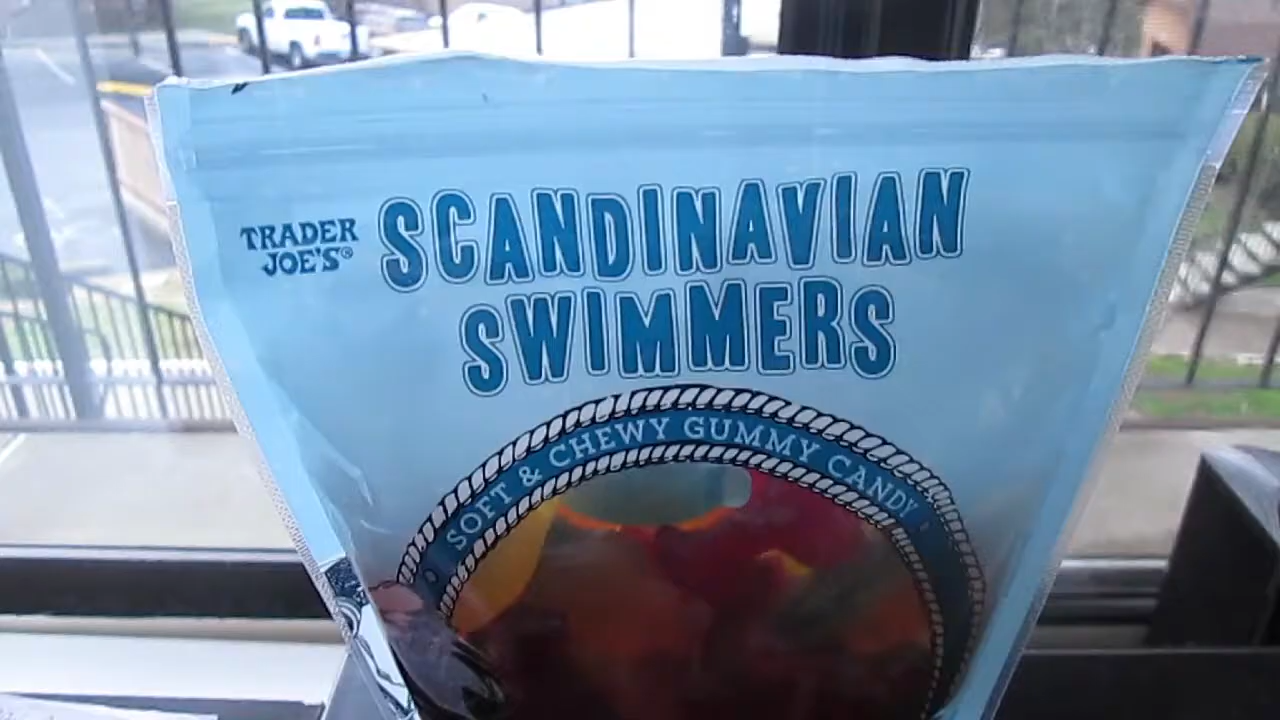 TRADER
JOE'S®
SCANDINAVIAN
SWIMMERS
SOFT & CHEWY GUMMY CANDY